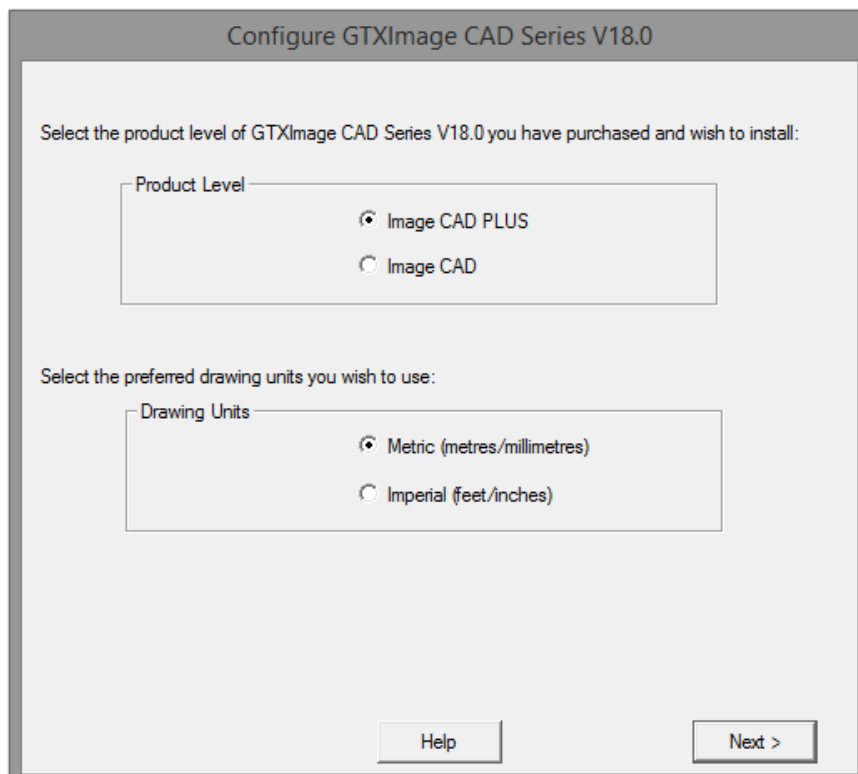 Configure GTXImage CAD Series V18.0
Select the product level of GTXImage CAD Series V18.0 you have purchased and wish to install:
Product Level
Image CAD PLUS
Image CAD
Select the preferred drawing units you wish to use:
Drawing Units
Metric (metres/millimetres)
Imperial (feet/inches)
Help Next >